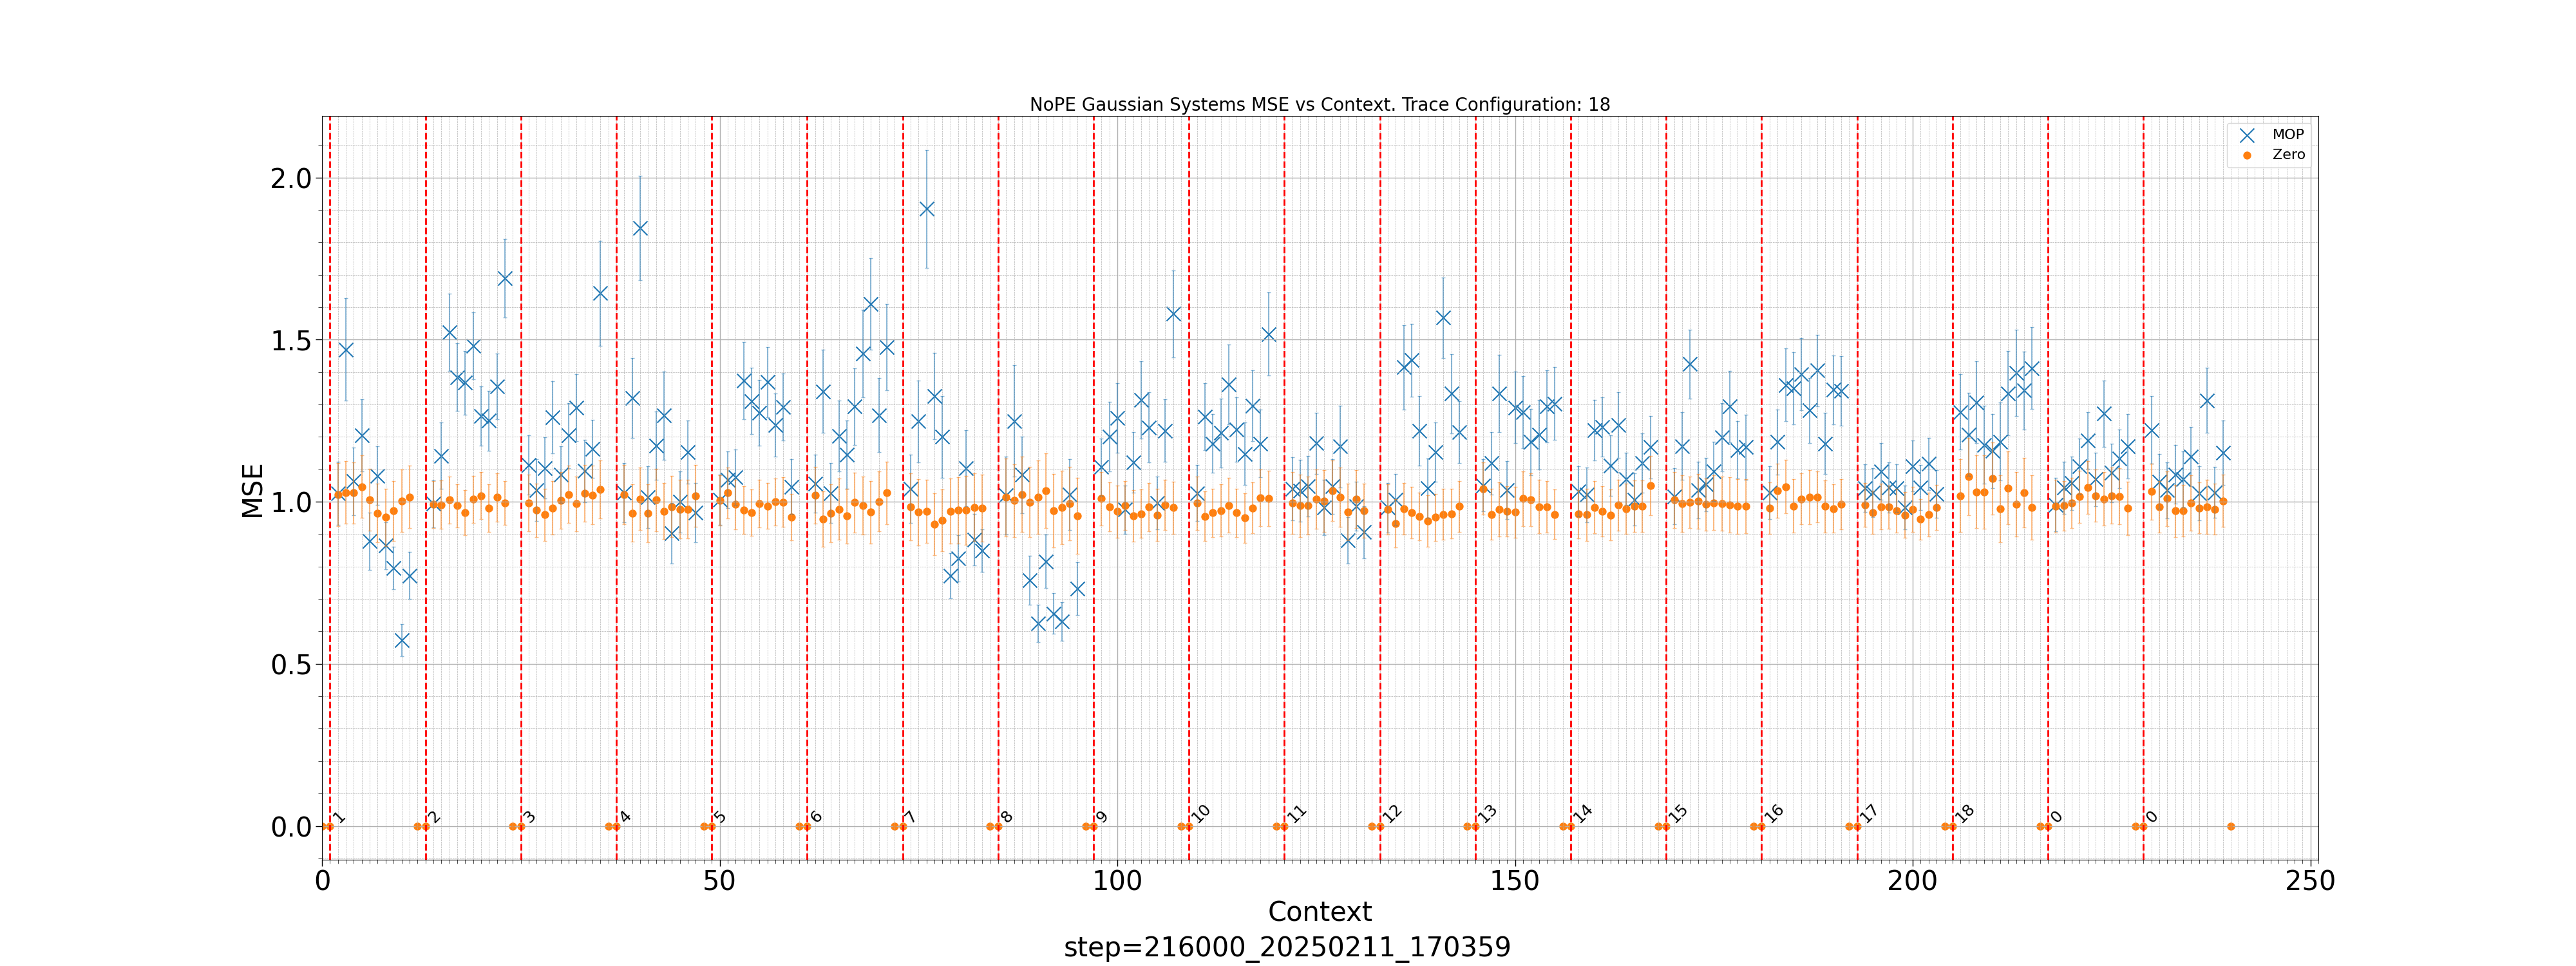 NoPE Gaussian Systems MSE vs Context. Trace Configuration: 18
MOP
Zero
MSE
2.0
1.5
1.0
0.5
0.0
1 2 3 4 5 6 7 8 9 10 11 12 13 14 15 16 17 18 0 0
0 50 100 150 200 250
Context
step=216000_20250211_170359